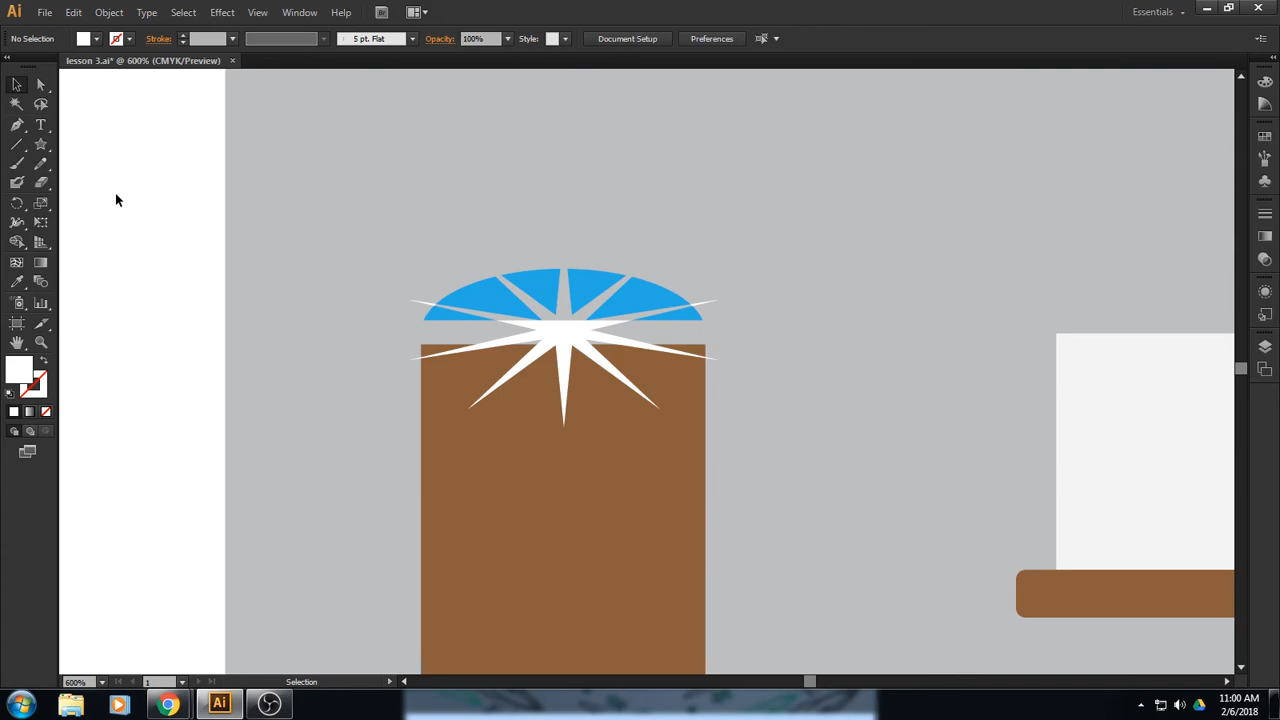 Ai File Edit Object Type Select Effect View Window Help Br Essentials
No Selection Stroke: 5 pt. Flat Opacity: 100% Style: Document Setup Preferences
lesson 3.ai* @ 600% (CMYK/Preview)
T
600% 1 Selection
Ai 11:00 AM
2/6/2018